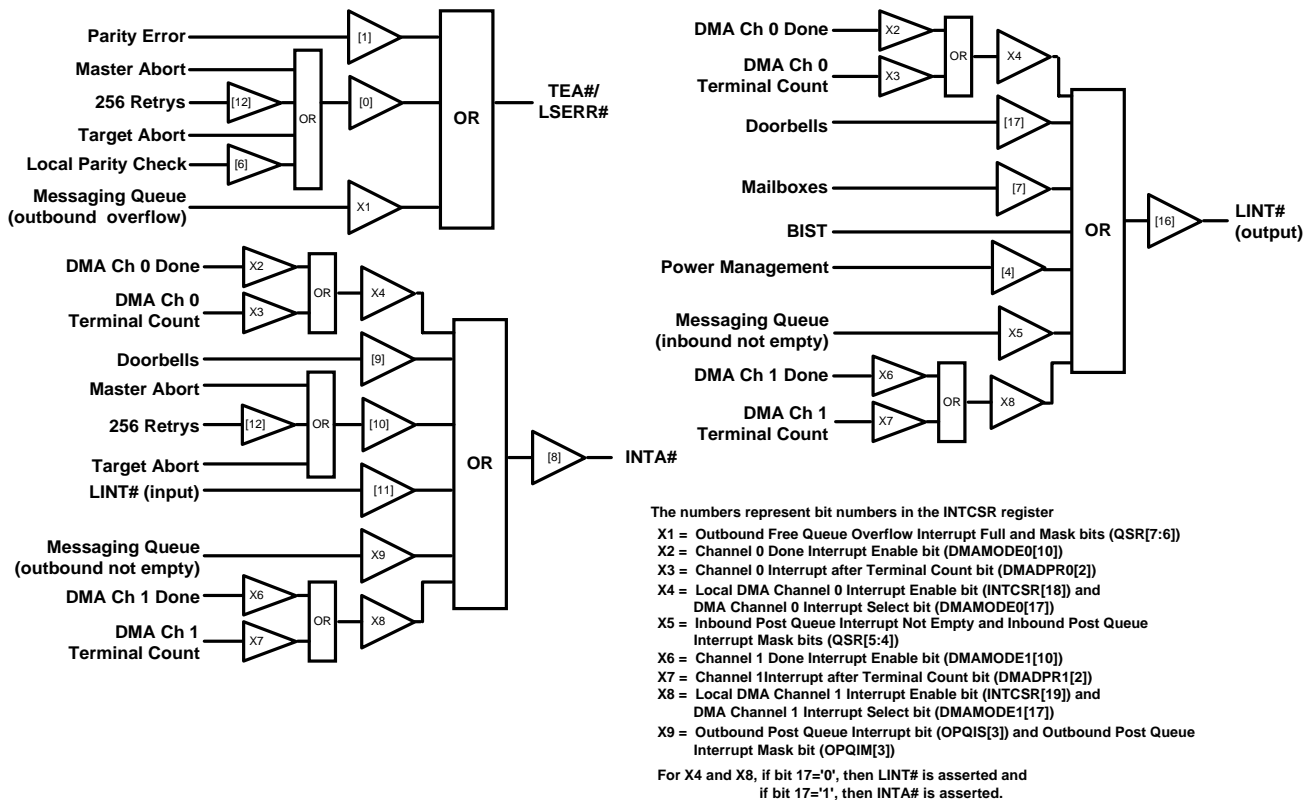 Parity Error
[1]
Master Abort
256 Retrys
[12]
Target Abort
Local Parity Check
[6]
OR
[0]
Messaging Queue
(outbound overflow)
X1
OR
TEA#/
LSERR#
DMA Ch 0 Done
X2
DMA Ch 0
Terminal Count
X3
OR
X4
Doorbells
[9]
Master Abort
256 Retrys
[12]
Target Abort
OR
[10]
LINT# (input)
[11]
Messaging Queue
(outbound not empty)
X9
DMA Ch 1 Done
X6
DMA Ch 1
Terminal Count
X7
OR
X8
OR
[8]
INTA#
DMA Ch 0 Done
X2
DMA Ch 0
Terminal Count
X3
OR
X4
Doorbells
[17]
Mailboxes
[7]
BIST
Power Management
[4]
Messaging Queue
(inbound not empty)
X5
DMA Ch 1 Done
X6
DMA Ch 1
Terminal Count
X7
OR
X8
OR
[16]
LINT#
(output)
The numbers represent bit numbers in the INTCSR register
X1 = Outbound Free Queue Overflow Interrupt Full and Mask bits (QSR[7:6])
X2 = Channel 0 Done Interrupt Enable bit (DMAMODE0[10])
X3 = Channel 0 Interrupt after Terminal Count bit (DMADPR0[2])
X4 = Local DMA Channel 0 Interrupt Enable bit (INTCSR[18]) and
DMA Channel 0 Interrupt Select bit (DMAMODE0[17])
X5 = Inbound Post Queue Interrupt Not Empty and Inbound Post Queue
Interrupt Mask bits (QSR[5:4])
X6 = Channel 1 Done Interrupt Enable bit (DMAMODE1[10])
X7 = Channel 1Interrupt after Terminal Count bit (DMADPR1[2])
X8 = Local DMA Channel 1 Interrupt Enable bit (INTCSR[19]) and
DMA Channel 1 Interrupt Select bit (DMAMODE1[17])
X9 = Outbound Post Queue Interrupt bit (OPQIS[3]) and Outbound Post Queue
Interrupt Mask bit (OPQIM[3])
For X4 and X8, if bit 17='0', then LINT# is asserted and
if bit 17='1', then INTA# is asserted.